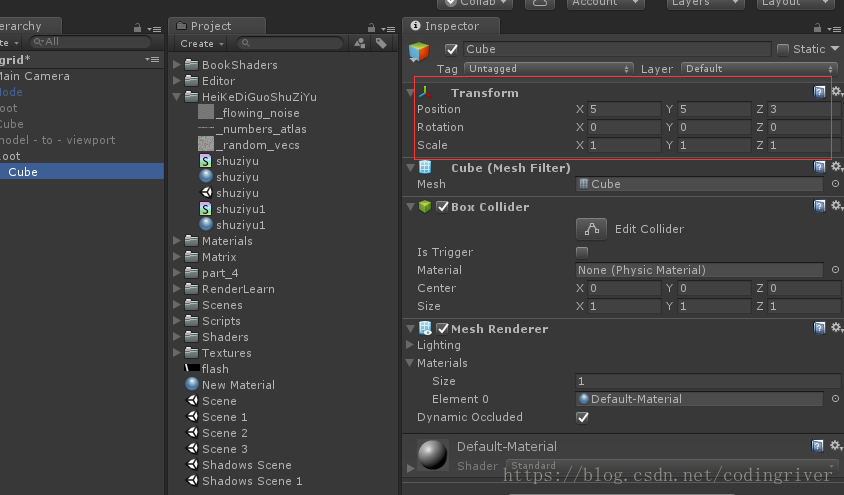 Collab Account Layers Layout
erarchy
te All
grid*
Main Camera
Node
oot
Cube
model - to - viewport
oot
Cube
Project
Create
BookShaders
Editor
HeiKeDiGuoShuZiYu
_flowing_noise
_numbers_atlas
_random_vecs
shuziyu
shuziyu
shuziyu
shuziyu1
shuziyu1
Materials
Matrix
part_4
RenderLearn
Scenes
Scripts
Shaders
Textures
flash
New Material
Scene
Scene 1
Scene 2
Scene 3
Shadows Scene
Shadows Scene 1
Inspector
Cube Static
Tag Untagged Layer Default
Transform
Position X 5 Y 5 Z 3
Rotation X 0 Y 0 Z 0
Scale X 1 Y 1 Z 1
Cube (Mesh Filter)
Mesh Cube
Box Collider
Edit Collider
Is Trigger
Material None (Physic Material)
Center X 0 Y 0 Z 0
Size X 1 Y 1 Z 1
Mesh Renderer
Lighting
Materials
Size 1
Element 0 Default-Material
Dynamic Occluded
Default-Material
Shader Standard
https://blog.csdn.net/codingriver